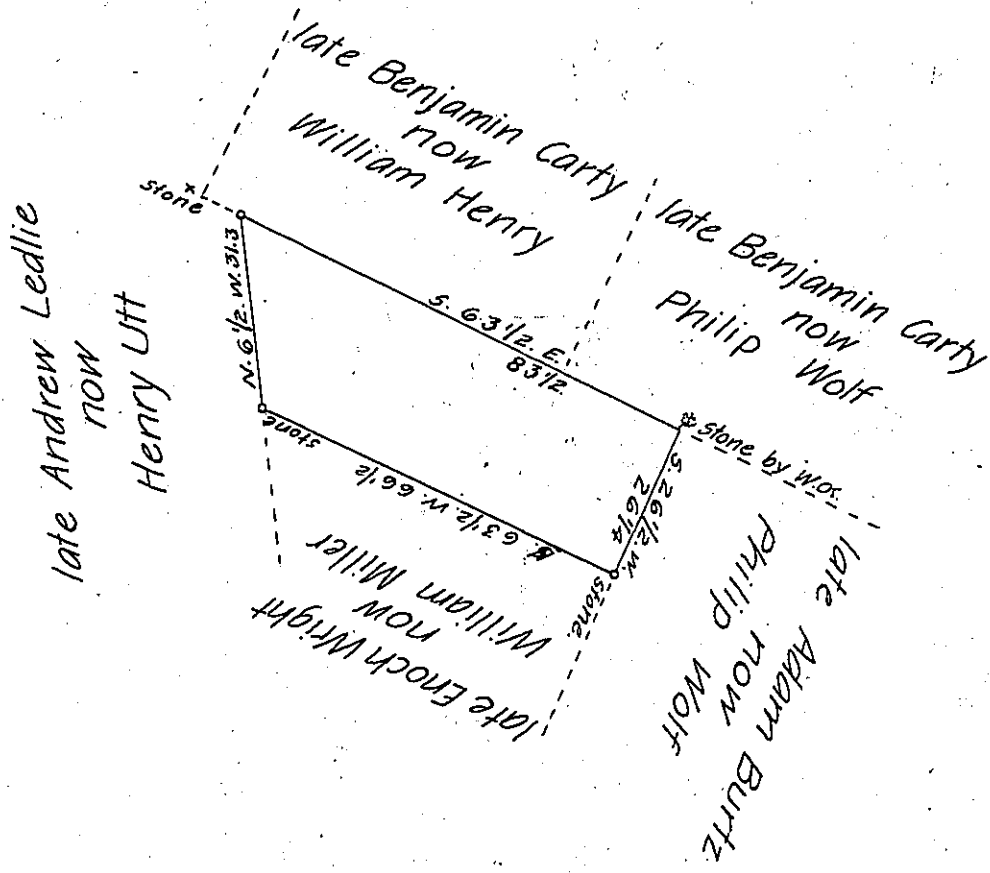 late Benjamin Carty
now
William Henry
late Benjamin Carty
now
Philip Wolf
stone x
late Andrew Ledlie
now
Henry Utt
N. 6 1/2. W. 31.3
S. 63 1/2. E.
83 1/2.
stone by w.o.
S. 26 1/2. W.
26 1/4
stone
63 1/2. W. 66 1/2
stone.
William Miller
now
late Enoch Wright
late Adam Burtz
now
Philip Wolf